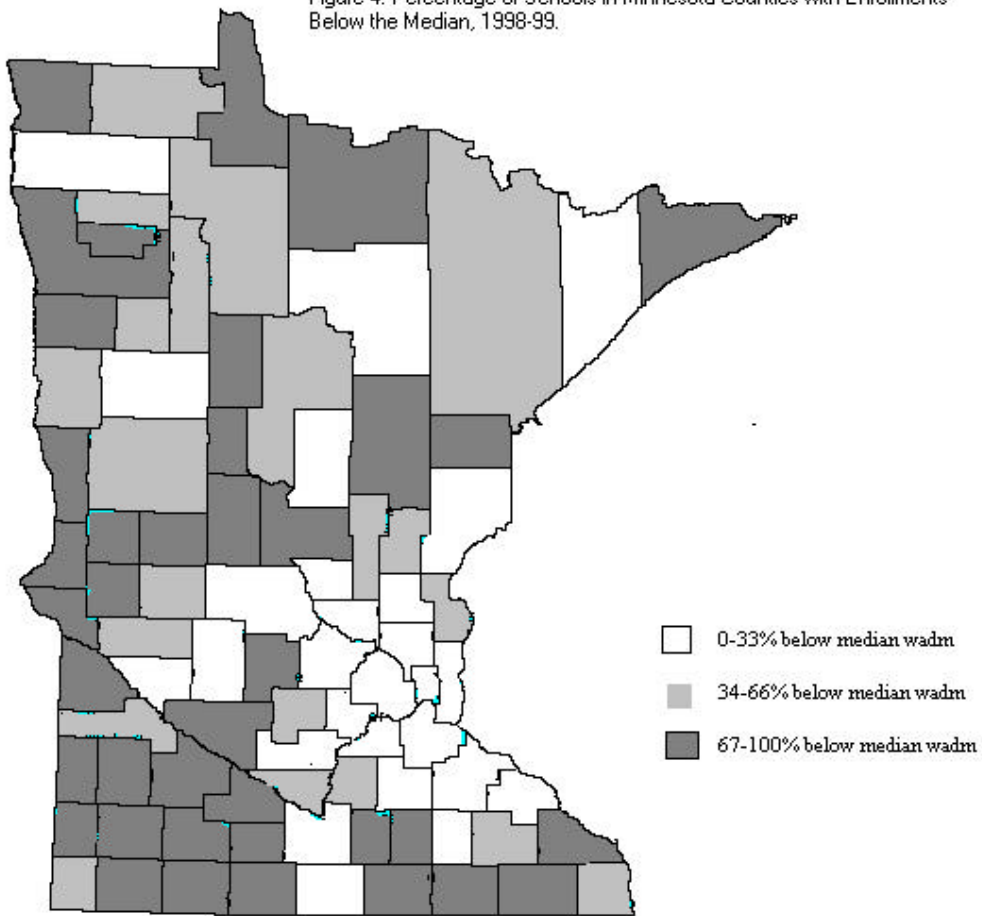 Figure 4. Percentage of Schools in Minnesota Counties with Enrollments
Below the Median, 1998-99.
0-33% below median wadm
34-66% below median wadm
67-100% below median wadm